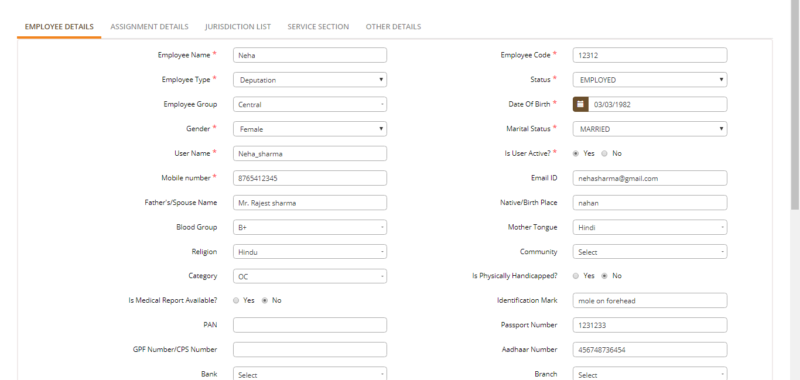 EMPLOYEE DETAILS ASSIGNMENT DETAILS JURISDICTION LIST SERVICE SECTION OTHER DETAILS
Employee Name * Neha Employee Code * 12312
Employee Type * Deputation Status * EMPLOYED
Employee Group Central Date Of Birth * 03/03/1982
Gender * Female Marital Status * MARRIED
User Name * Neha_sharma Is User Active? * Yes No
Mobile number * 8765412345 Email ID nehasharma@gmail.com
Father's/Spouse Name Mr. Rajest sharma Native/Birth Place nahan
Blood Group B+ Mother Tongue Hindi
Religion Hindu Community Select
Category OC Is Physically Handicapped? Yes No
Is Medical Report Available? Yes No Identification Mark mole on forehead
PAN Passport Number 1231233
GPF Number/CPS Number Aadhaar Number 456748736454
Bank Select Branch Select